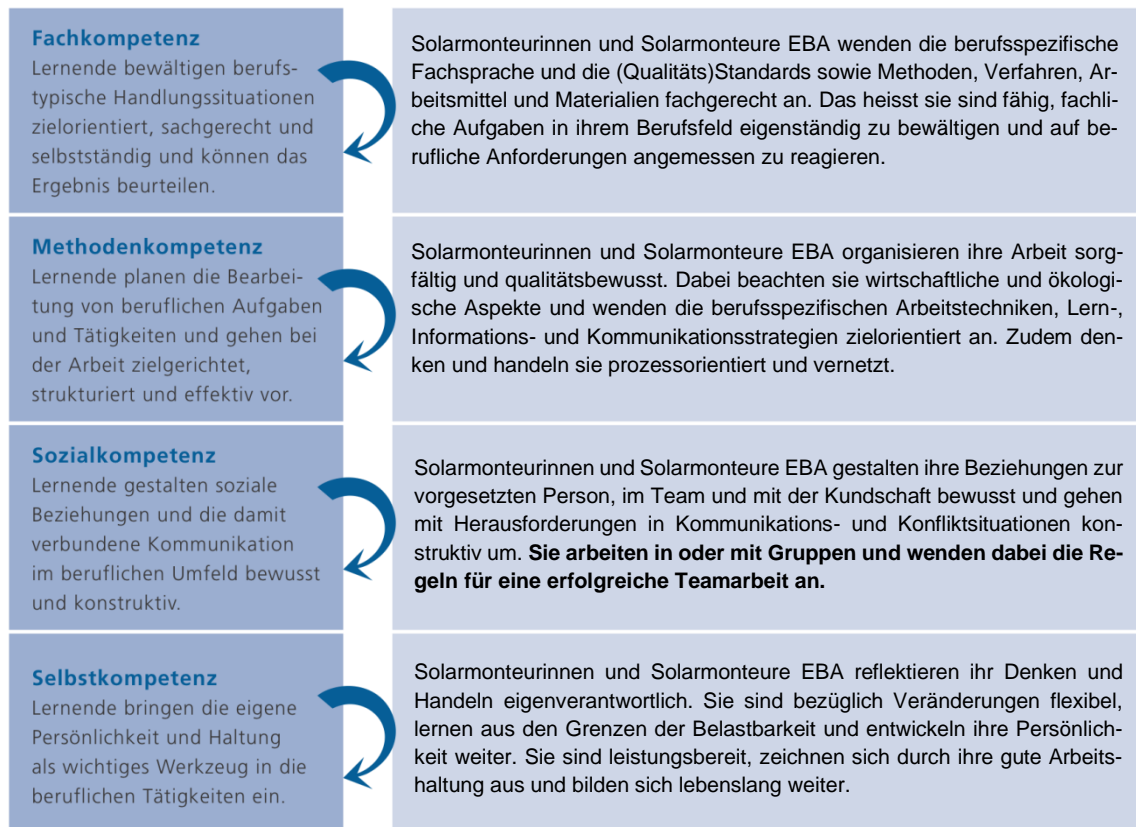 Fachkompetenz
Lernende bewältigen berufs-
typische Handlungssituationen
zielorientiert, sachgerecht und
selbstständig und können das
Ergebnis beurteilen.
Solarmonteurinnen und Solarmonteure EBA wenden die berufsspezifische
Fachsprache und die (Qualitäts)Standards sowie Methoden, Verfahren, Ar-
beitsmittel und Materialien fachgerecht an. Das heisst sie sind fähig, fachli-
che Aufgaben in ihrem Berufsfeld eigenständig zu bewältigen und auf be-
rufliche Anforderungen angemessen zu reagieren.
Methodenkompetenz
Lernende planen die Bearbei-
tung von beruflichen Aufgaben
und Tätigkeiten und gehen bei
der Arbeit zielgerichtet,
strukturiert und effektiv vor.
Solarmonteurinnen und Solarmonteure EBA organisieren ihre Arbeit sorg-
fältig und qualitätsbewusst. Dabei beachten sie wirtschaftliche und ökologi-
sche Aspekte und wenden die berufsspezifischen Arbeitstechniken, Lern-,
Informations- und Kommunikationsstrategien zielorientiert an. Zudem den-
ken und handeln sie prozessorientiert und vernetzt.
Sozialkompetenz
Lernende gestalten soziale
Beziehungen und die damit
verbundene Kommunikation
im beruflichen Umfeld bewusst
und konstruktiv.
Solarmonteurinnen und Solarmonteure EBA gestalten ihre Beziehungen zur
vorgesetzten Person, im Team und mit der Kundschaft bewusst und gehen
mit Herausforderungen in Kommunikations- und Konfliktsituationen kon-
struktiv um. Sie arbeiten in oder mit Gruppen und wenden dabei die Re-
geln für eine erfolgreiche Teamarbeit an.
Selbstkompetenz
Lernende bringen die eigene
Persönlichkeit und Haltung
als wichtiges Werkzeug in die
beruflichen Tätigkeiten ein.
Solarmonteurinnen und Solarmonteure EBA reflektieren ihr Denken und
Handeln eigenverantwortlich. Sie sind bezüglich Veränderungen flexibel,
lernen aus den Grenzen der Belastbarkeit und entwickeln ihre Persönlich-
keit weiter. Sie sind leistungsbereit, zeichnen sich durch ihre gute Arbeits-
haltung aus und bilden sich lebenslang weiter.